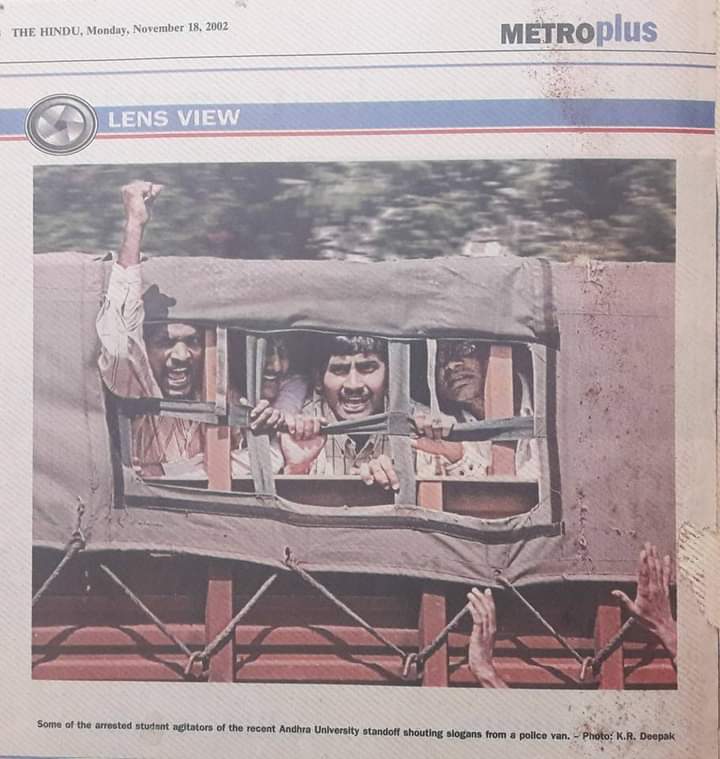 THE HINDU, Monday, November 18, 2002
METROplus
LENS VIEW
Some of the arrested student agitators of the recent Andhra University standoff shouting slogans from a police van. – Photo: K.R. Deepak